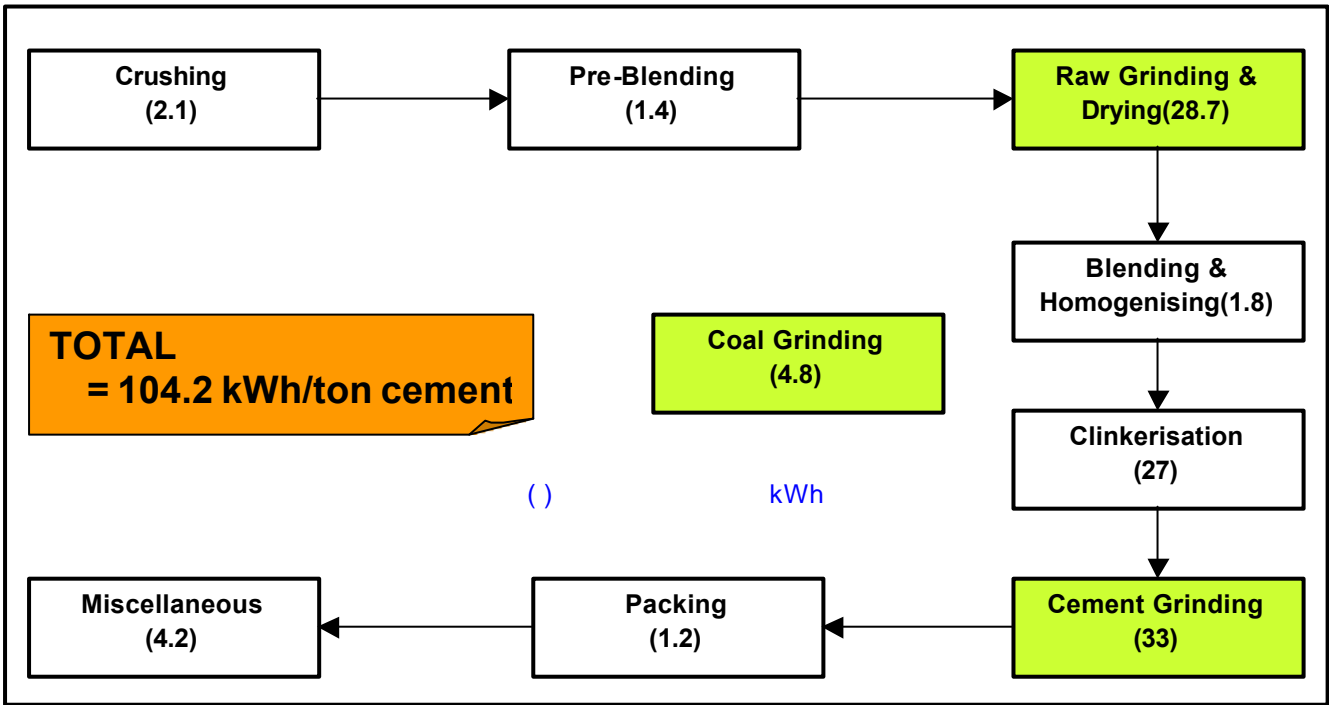 Crushing
(2.1)
Pre-Blending
(1.4)
Raw Grinding &
Drying(28.7)
Blending &
Homogenising(1.8)
TOTAL
= 104.2 kWh/ton cement
Coal Grinding
(4.8)
Clinkerisation
(27)
( ) kWh
Miscellaneous
(4.2)
Packing
(1.2)
Cement Grinding
(33)